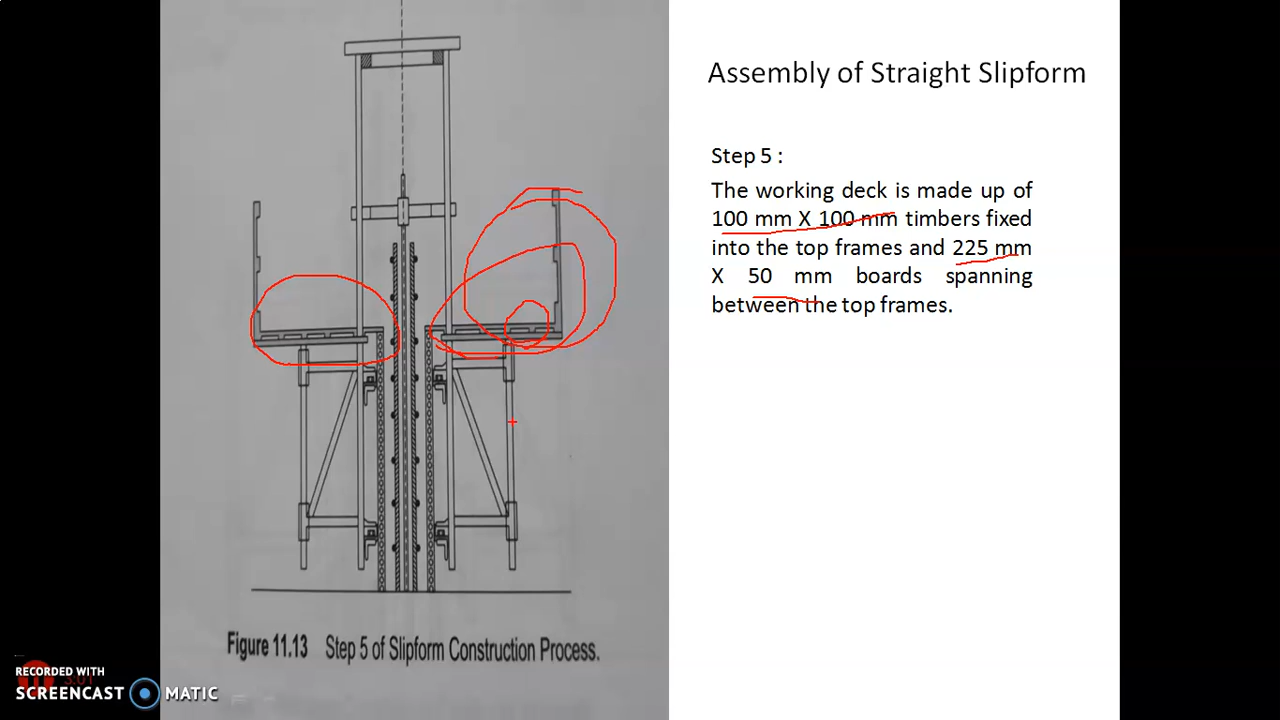 Assembly of Straight Slipform
Step 5 :
The working deck is made up of
100 mm X 100 mm timbers fixed
into the top frames and 225 mm
X 50 mm boards spanning
between the top frames.
Figure 11.13 Step 5 of Slipform Construction Process.
RECORDED WITH
SCREENCAST MATIC